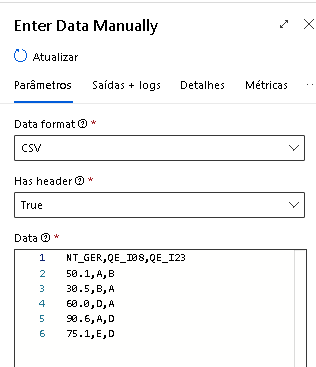 Enter Data Manually
Atualizar
Parâmetros Saídas + logs Detalhes Métricas ...
Data format *
CSV
Has header *
True
Data *
1 NT_GER,QE_I08,QE_I23
2 50.1,A,B
3 30.5,B,A
4 60.0,D,A
5 90.6,A,D
6 75.1,E,D